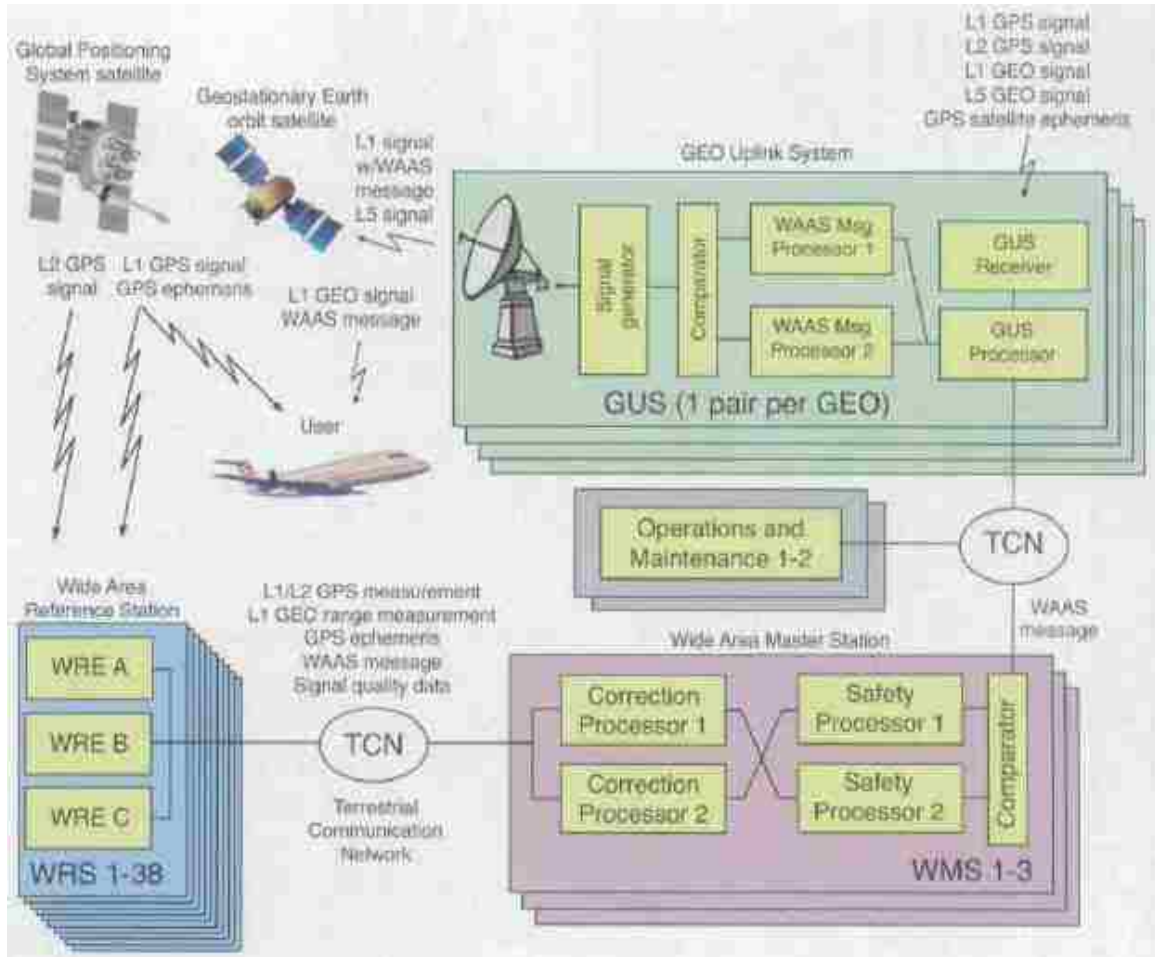 Global Positioning
System satellite
Geostationary Earth
orbit satellite
L1 signal
w/WAAS
message
L5 signal
L1 GPS signal
L2 GPS signal
L1 GEO signal
L5 GEO signal
GPS satellite ephemeris
L2 GPS
signal
L1 GPS signal
GPS ephemeris
L1 GEO signal
WAAS message
User
GEO Uplink System
Signal
generator
Comparator
WAAS Msg
Processor 1
WAAS Msg
Processor 2
GUS
Receiver
GUS
Processor
GUS (1 pair per GEO)
Operations and
Maintenance 1-2
TCN
WAAS
message
Wide Area
Reference Station
WRE A
WRE B
WRE C
WRS 1-38
L1/L2 GPS measurement
L1 GEC range measurement
GPS ephemeris
WAAS message
Signal quality data
TCN
Terrestrial
Communication
Network
Wide Area Master Station
Correction
Processor 1
Correction
Processor 2
Safety
Processor 1
Safety
Processor 2
Comparator
WMS 1-3